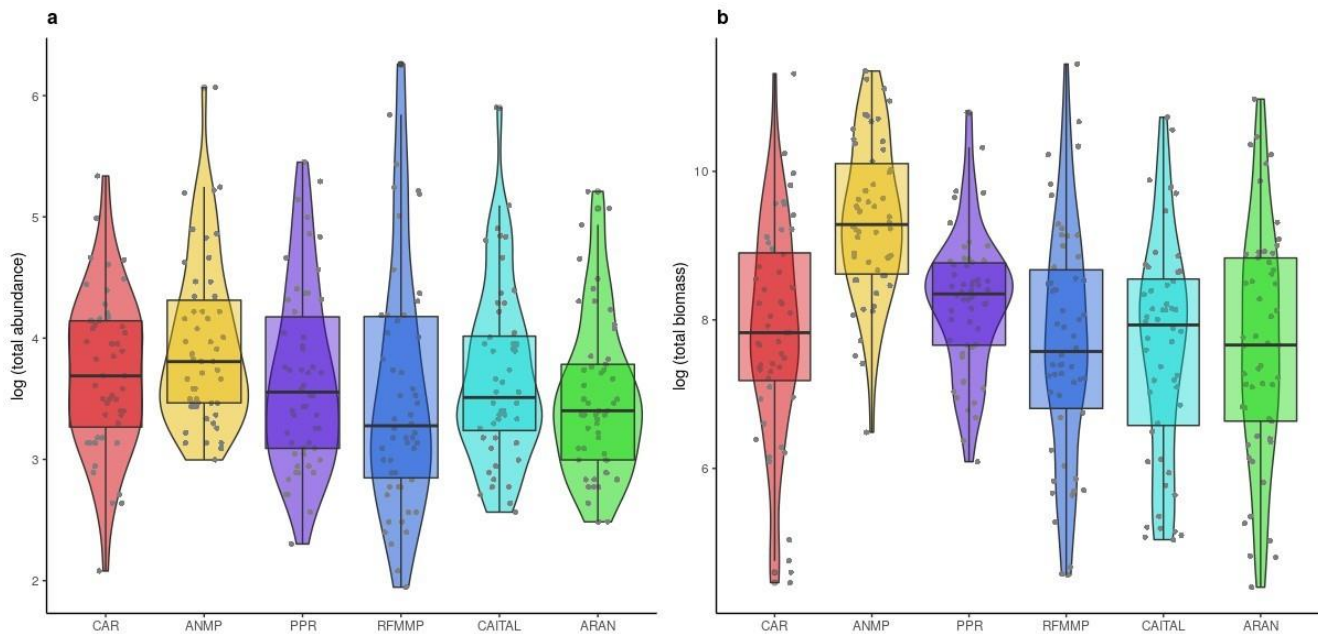 a
log (total abundance)
6
5
4
3
2
CAR ANMP PPR RFMMP CAITAL ARAN
b
log (total biomass)
10
8
6
CAR ANMP PPR RFMMP CAITAL ARAN